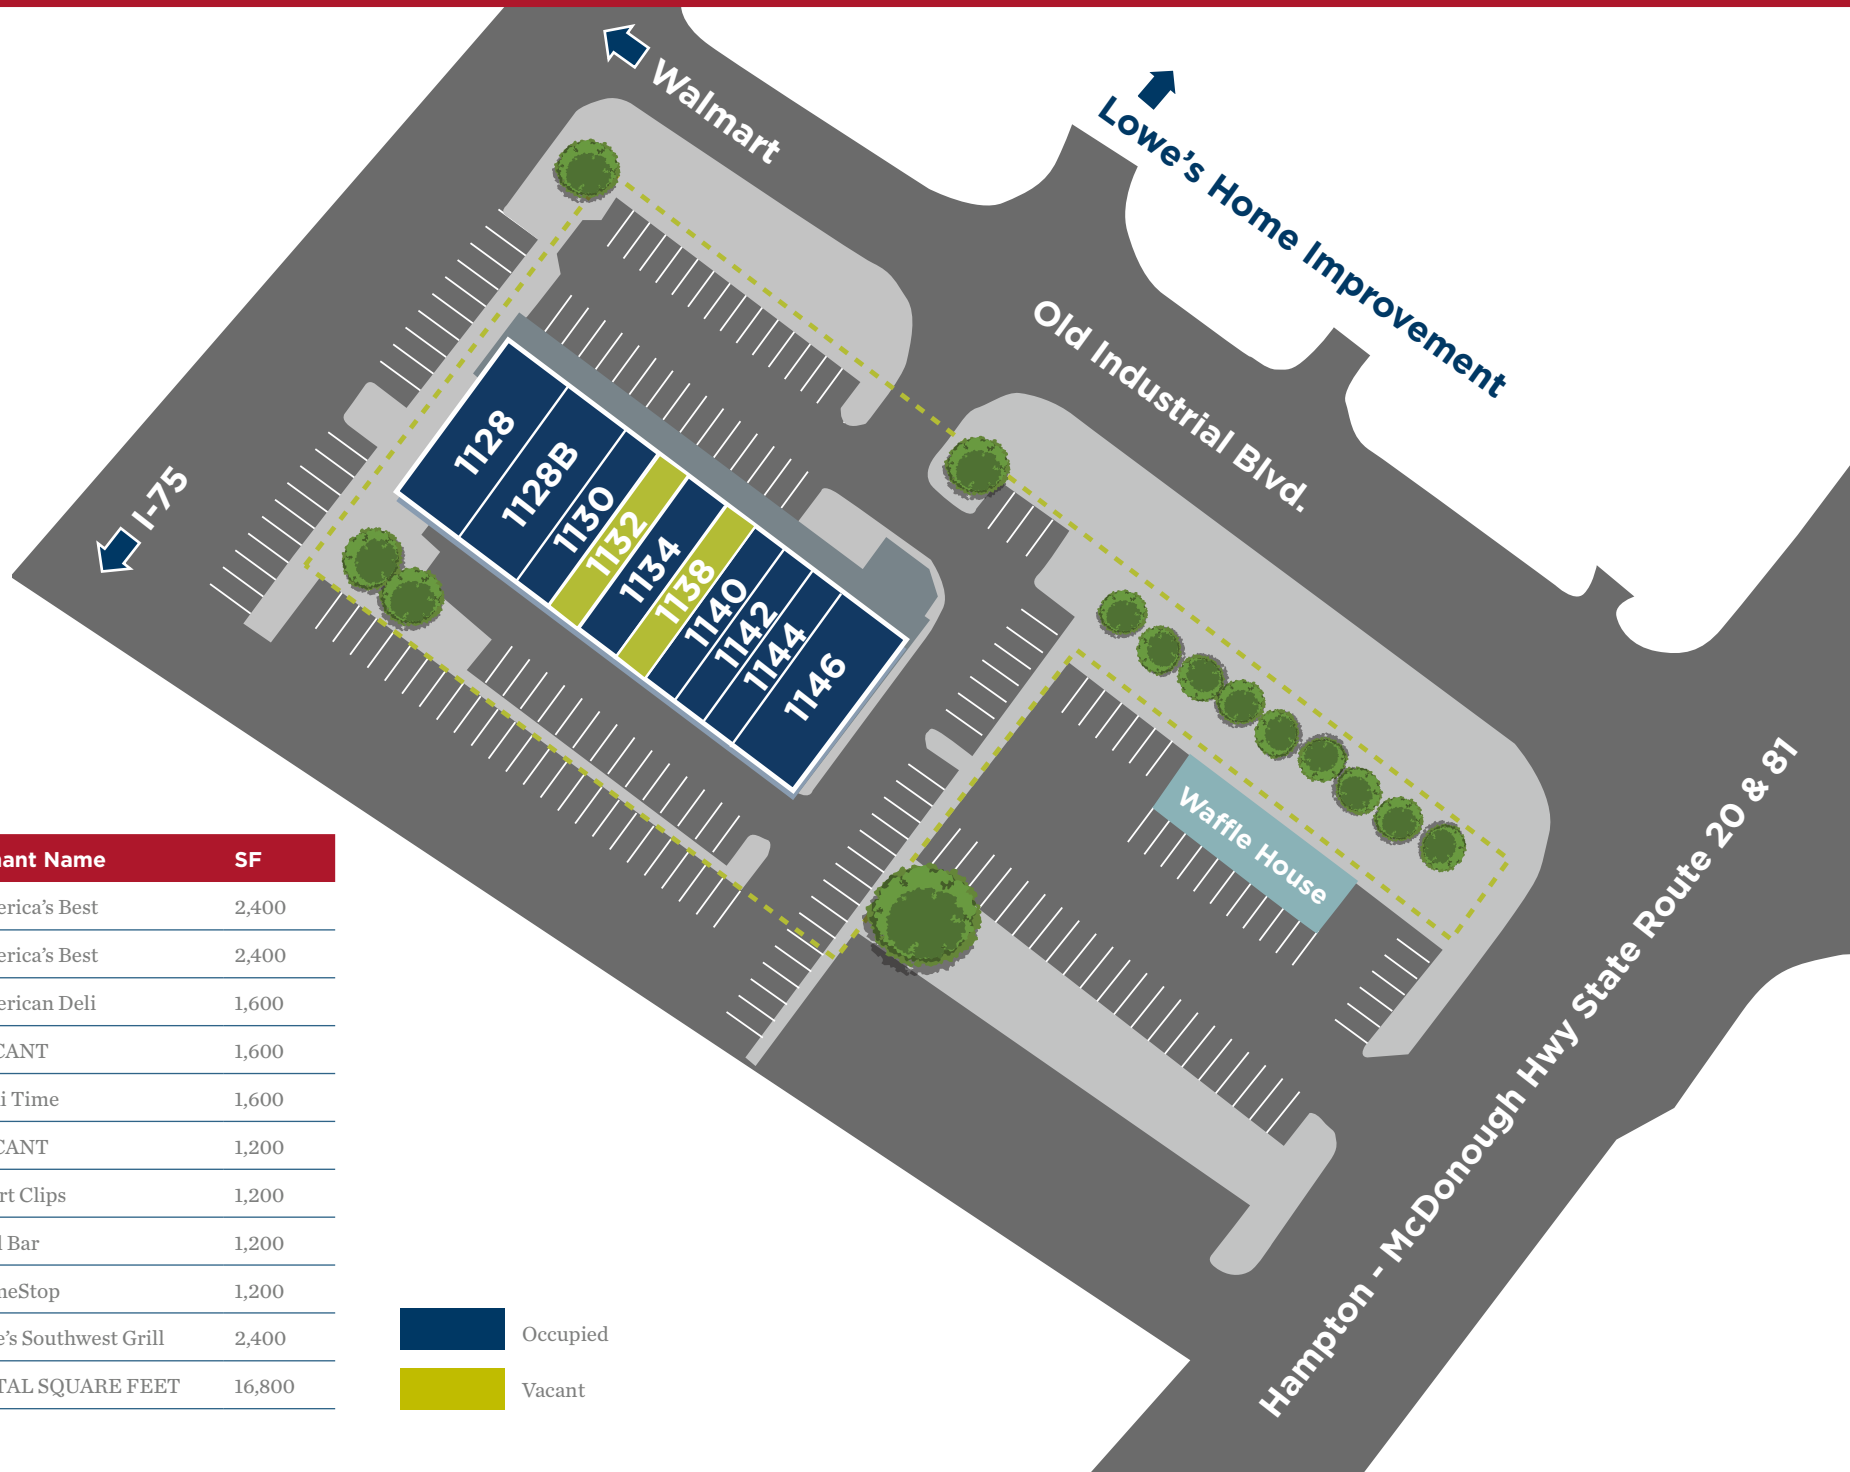 Walmart
Lowe's Home Improvement
Old Industrial Blvd.
I-75
1128
1128B
1130
1132
1134
1138
1140
1142
1144
1146
Waffle House
Hampton - McDonough Hwy State Route 20 & 81
ant Name SF
erica's Best 2,400
erica's Best 2,400
erican Deli 1,600
CANT 1,600
i Time 1,600
CANT 1,200
rt Clips 1,200
l Bar 1,200
neStop 1,200
e's Southwest Grill 2,400
TAL SQUARE FEET 16,800
Occupied
Vacant